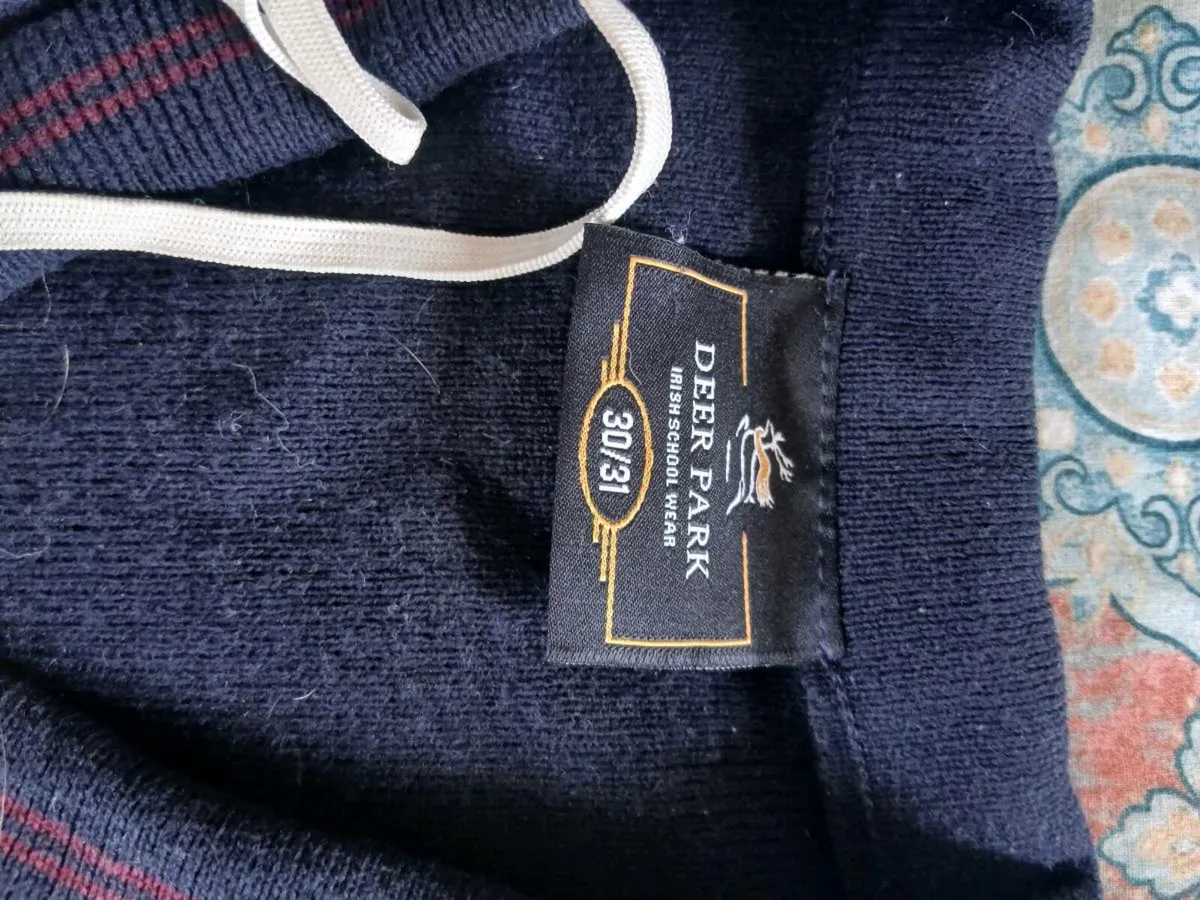 DEER PARK
IRISH SCHOOL WEAR
30/31